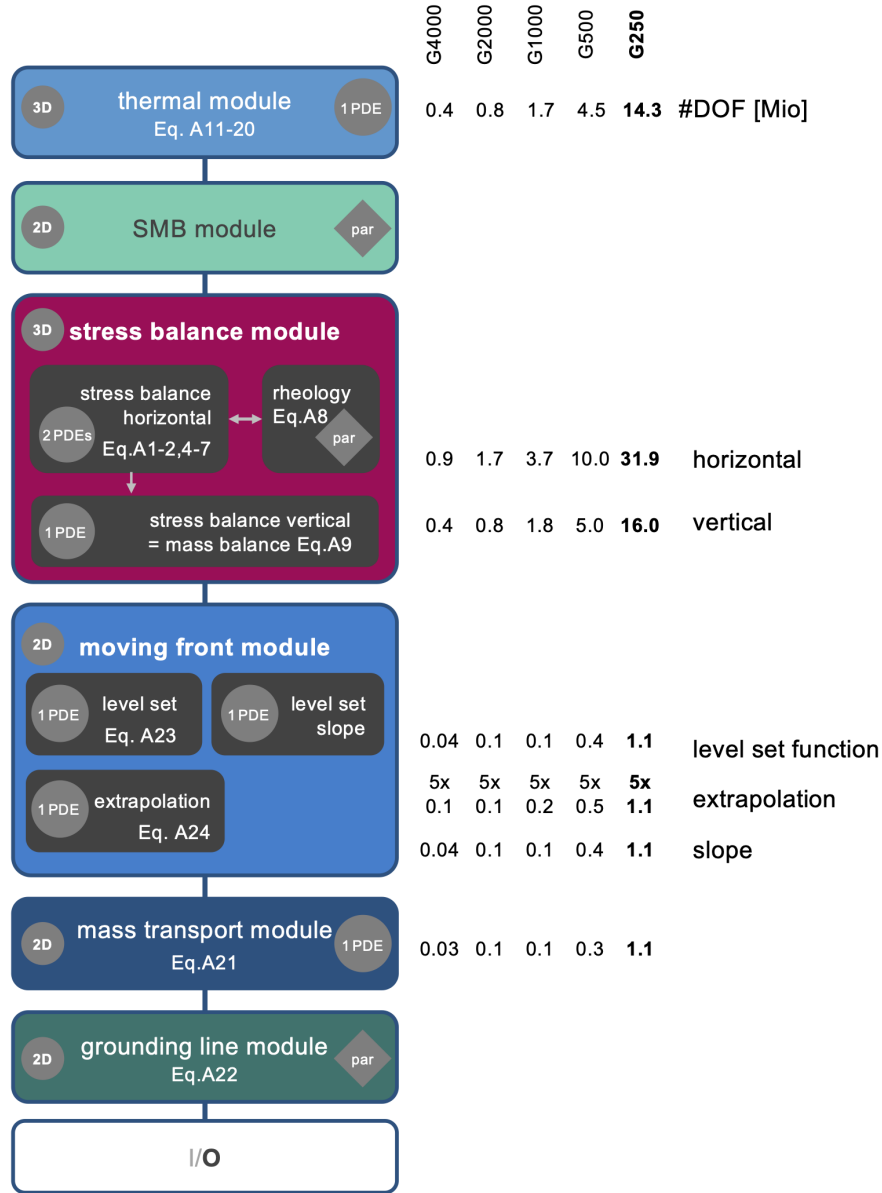 G4000 G2000 G1000 G500 G250
3D thermal module 1 PDE
Eq. A11-20
0.4 0.8 1.7 4.5 14.3 #DOF [Mio]
2D SMB module par
3D stress balance module
stress balance
horizontal
2 PDEs
Eq.A1-2,4-7
rheology
Eq.A8
par
0.9 1.7 3.7 10.0 31.9 horizontal
1 PDE
stress balance vertical
= mass balance Eq.A9
0.4 0.8 1.8 5.0 16.0 vertical
2D moving front module
1 PDE
level set
Eq. A23
1 PDE
level set
slope
0.04 0.1 0.1 0.4 1.1 level set function
1 PDE
extrapolation
Eq. A24
5x 5x 5x 5x 5x
0.1 0.1 0.2 0.5 1.1 extrapolation
0.04 0.1 0.1 0.4 1.1 slope
2D mass transport module 1 PDE
Eq.A21
0.03 0.1 0.1 0.3 1.1
2D grounding line module par
Eq.A22
I/O